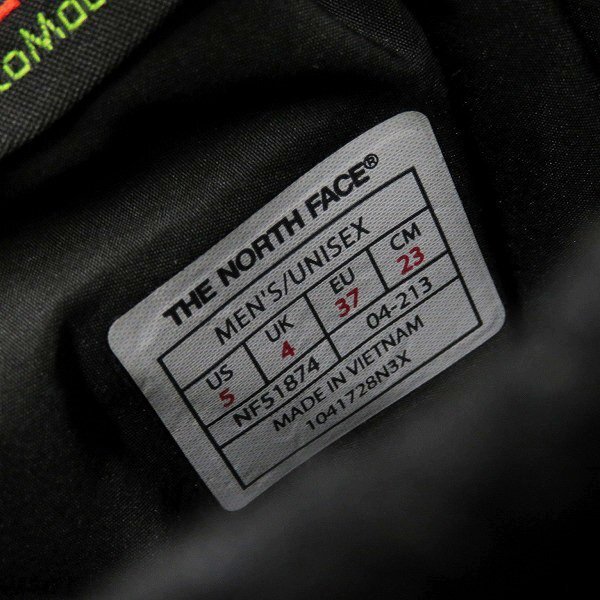 THE NORTH FACE®
MEN'S/UNISEX
US UK EU CM
5 4 37 23
NF51874 04-213
MADE IN VIETNAM
1041728N3X